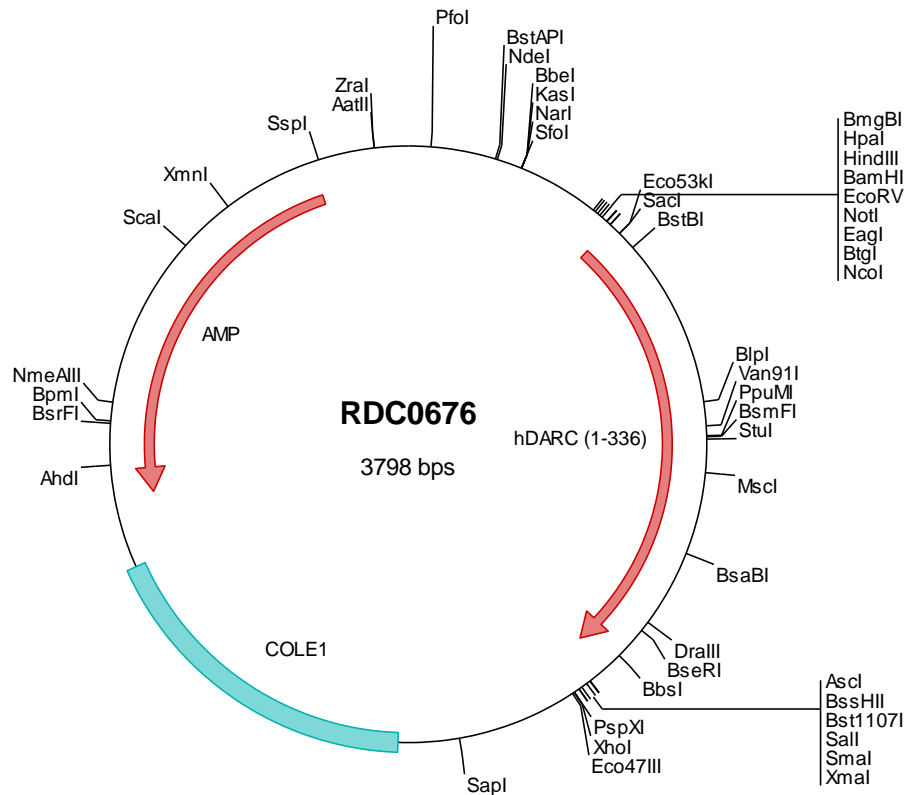 PfoI
BstAPI
NdeI
BbeI
KasI
NarI
SfoI
ZraI
AatII
SspI
XmnI
ScaI
BmgBI
HpaI
HindIII
BamHI
EcoRV
NotI
EagI
BtgI
NcoI
Eco53kI
SacI
BstBI
AMP
NmeAIII
BpmI
BsrFI
AhdI
RDC0676
3798 bps
hDARC (1-336)
BlpI
Van91I
PpuMI
BsmFI
StuI
MscI
BsaBI
COLE1
DraIII
BseRI
BbsI
AscI
BssHII
Bst1107I
SalI
SmaI
XmaI
PspXI
XhoI
Eco47III
SapI